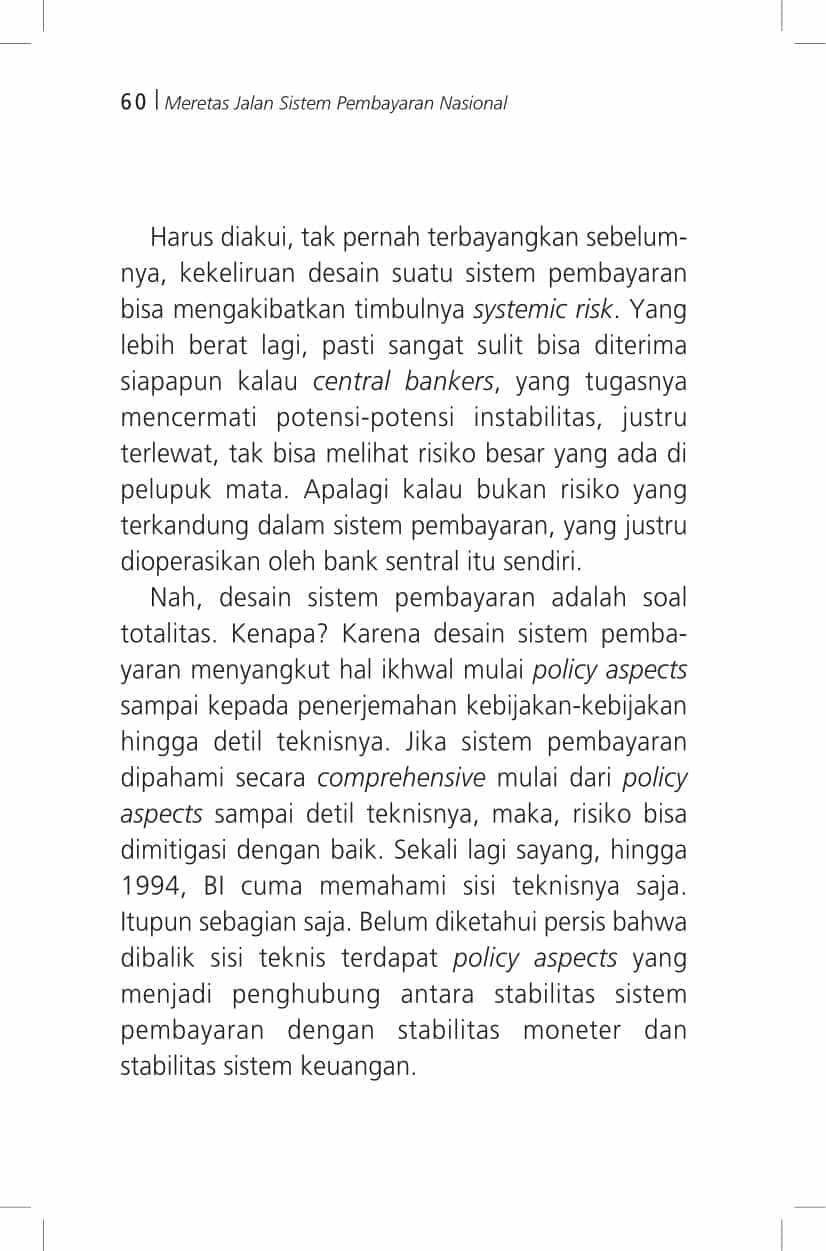 60 | Meretas Jalan Sistem Pembayaran Nasional
Harus diakui, tak pernah terbayangkan sebelum-
nya, kekeliruan desain suatu sistem pembayaran
bisa mengakibatkan timbulnya systemic risk. Yang
lebih berat lagi, pasti sangat sulit bisa diterima
siapapun kalau central bankers, yang tugasnya
mencermati potensi-potensi instabilitas, justru
terlewat, tak bisa melihat risiko besar yang ada di
pelupuk mata. Apalagi kalau bukan risiko yang
terkandung dalam sistem pembayaran, yang justru
dioperasikan oleh bank sentral itu sendiri.
Nah, desain sistem pembayaran adalah soal
totalitas. Kenapa? Karena desain sistem pemba-
yaran menyangkut hal ikhwal mulai policy aspects
sampai kepada penerjemahan kebijakan-kebijakan
hingga detil teknisnya. Jika sistem pembayaran
dipahami secara comprehensive mulai dari policy
aspects sampai detil teknisnya, maka, risiko bisa
dimitigasi dengan baik. Sekali lagi sayang, hingga
1994, BI cuma memahami sisi teknisnya saja.
Itupun sebagian saja. Belum diketahui persis bahwa
dibalik sisi teknis terdapat policy aspects yang
menjadi penghubung antara stabilitas sistem
pembayaran dengan stabilitas moneter dan
stabilitas sistem keuangan.